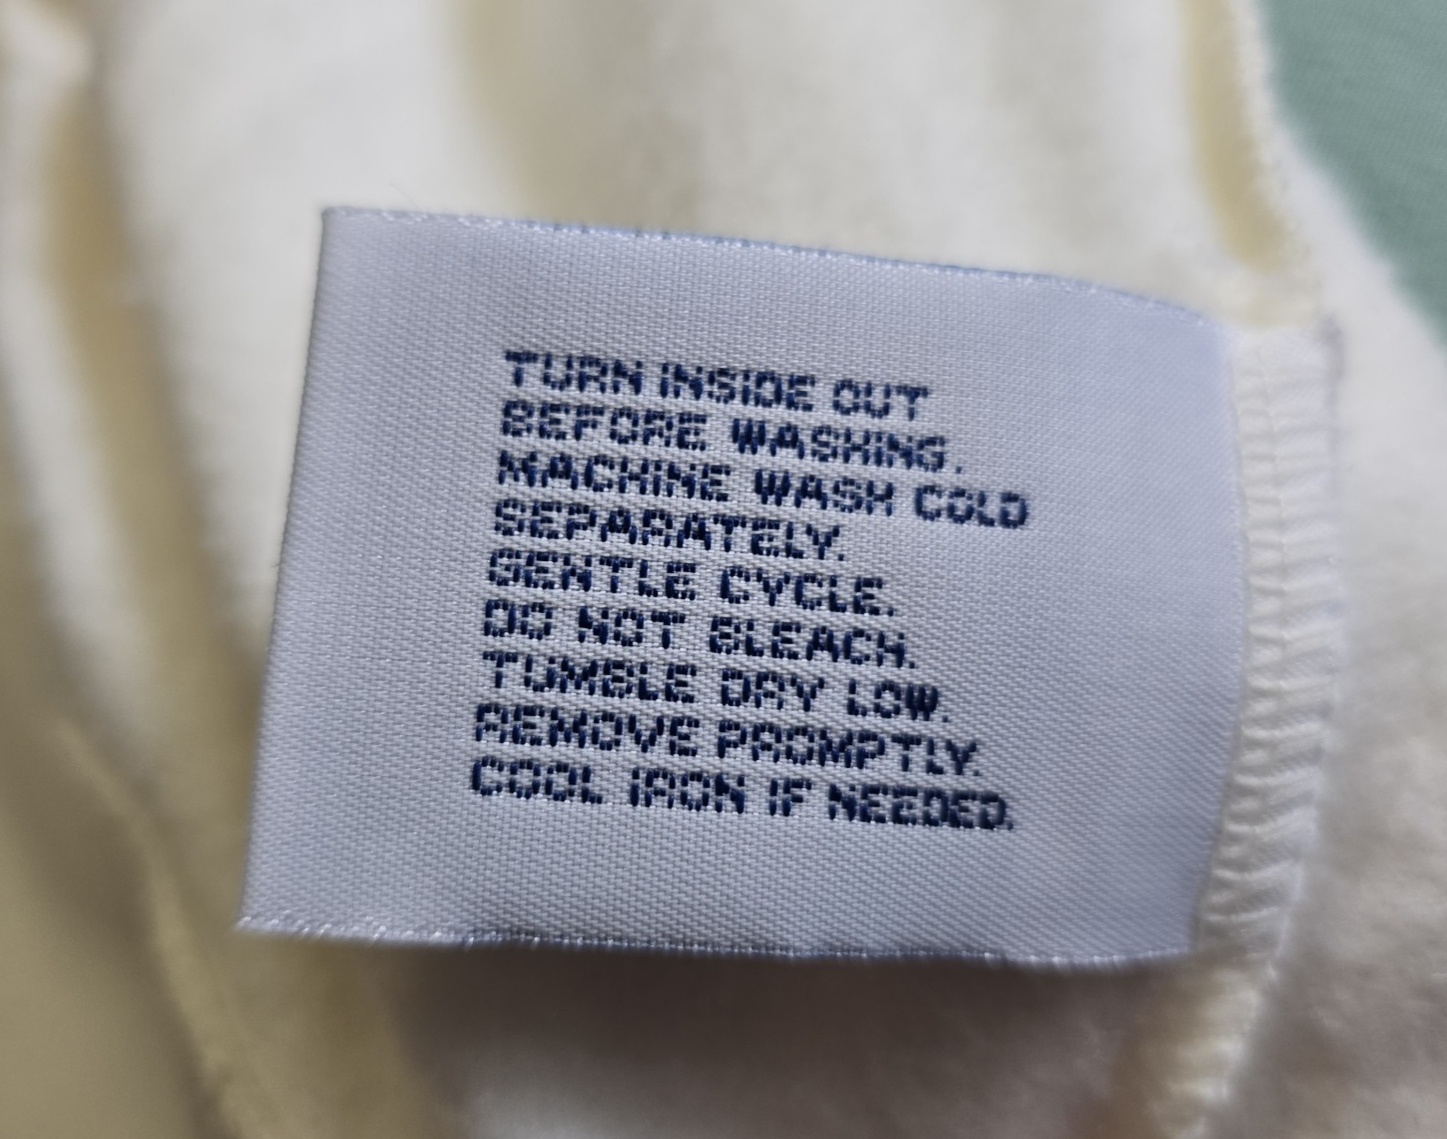 TURN INSIDE OUT
BEFORE WASHING.
MACHINE WASH COLD
SEPARATELY.
GENTLE CYCLE.
DO NOT BLEACH.
TUMBLE DRY LOW.
REMOVE PROMPTLY.
COOL IRON IF NEEDED.